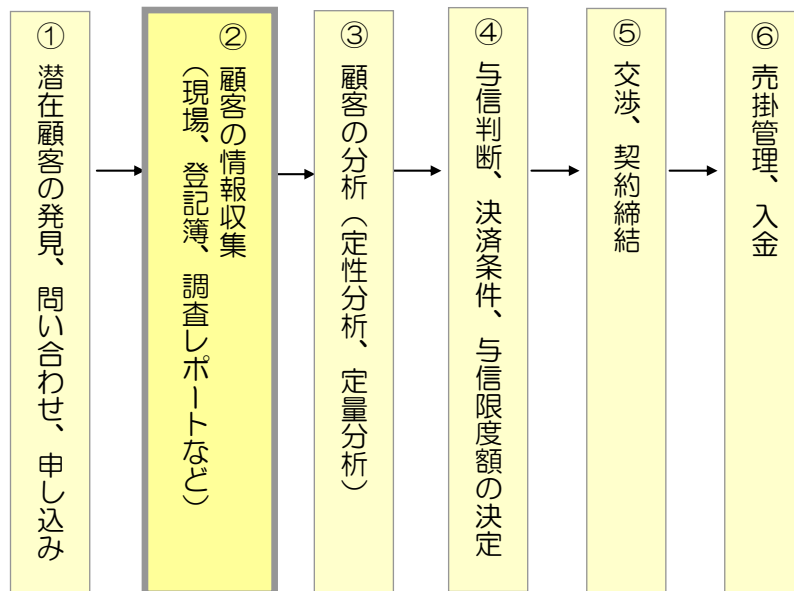 ①
潜在顧客の発見、問い合わせ、申し込み
②
顧客の情報収集
（現場、登記簿、調査レポートなど）
③
顧客の分析（定性分析、定量分析）
④
与信判断、決済条件、与信限度額の決定
⑤
交渉、契約締結
⑥
売掛管理、入金